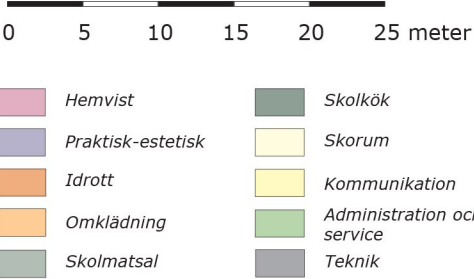 0 5 10 15 20 25 meter
Hemvist
Praktisk-estetisk
Idrott
Omklädning
Skolmatsal
Skolkök
Skorum
Kommunikation
Administration oc
service
Teknik